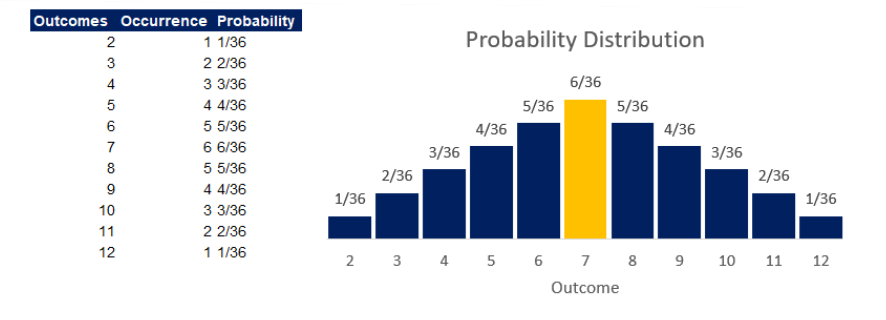 Outcomes Occurrence Probability
2 1 1/36
3 2 2/36
4 3 3/36
5 4 4/36
6 5 5/36
7 6 6/36
8 5 5/36
9 4 4/36
10 3 3/36
11 2 2/36
12 1 1/36
Probability Distribution
6/36
5/36 5/36
4/36 4/36
3/36 3/36
2/36 2/36
1/36 1/36
2 3 4 5 6 7 8 9 10 11 12
Outcome